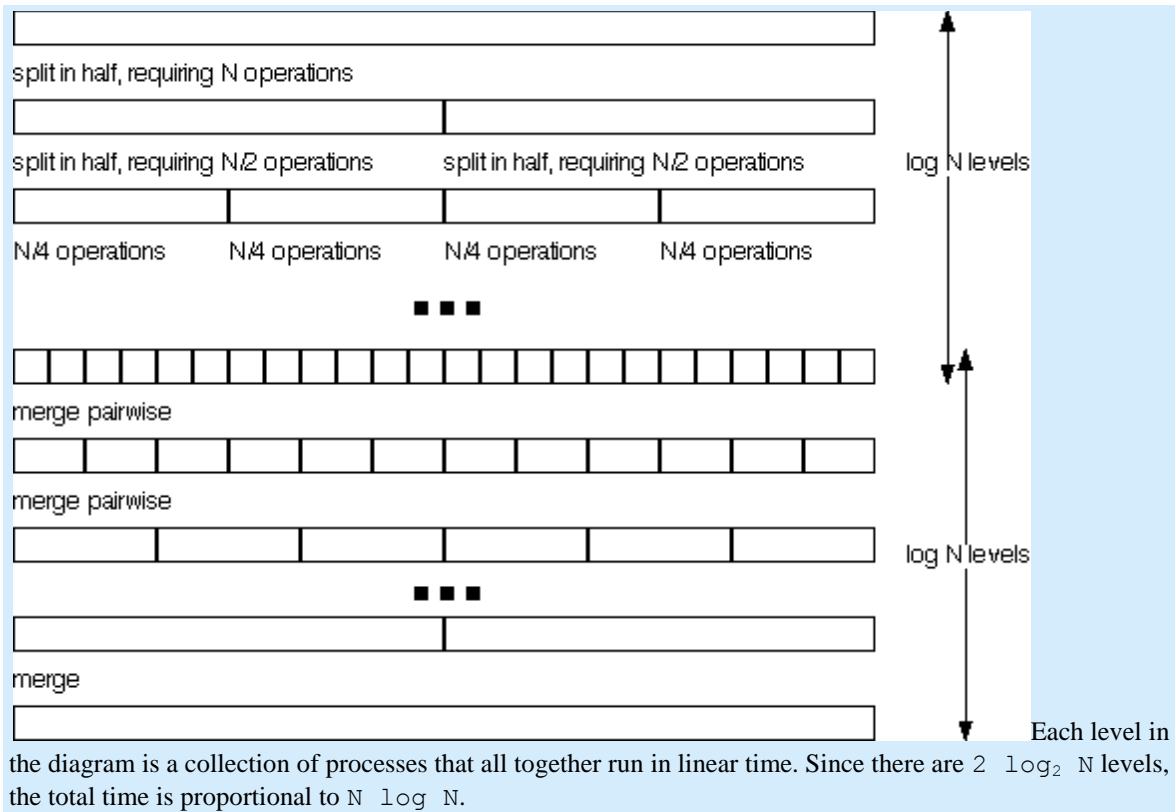 split in half, requiring N operations
split in half, requiring N/2 operations
split in half, requiring N/2 operations
log N levels
N/4 operations
N/4 operations
N/4 operations
N/4 operations
merge pairwise
merge pairwise
log N levels
merge
Each level in
the diagram is a collection of processes that all together run in linear time. Since there are 2 log₂ N levels,
the total time is proportional to N log N.